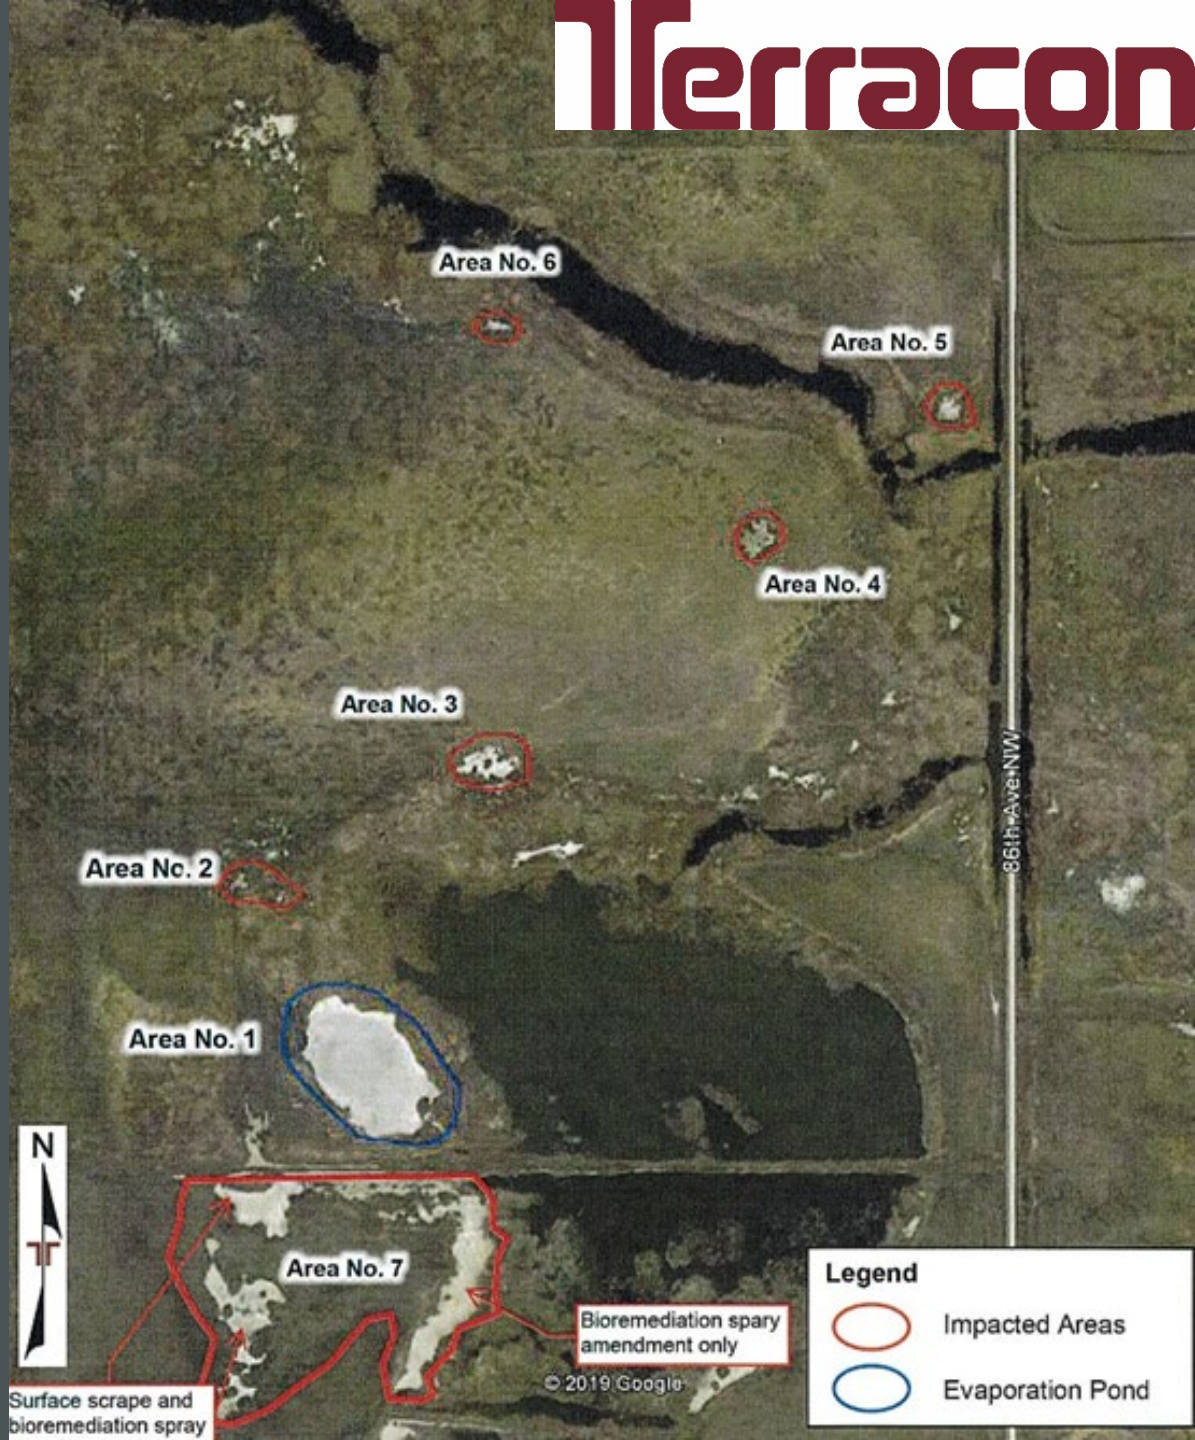 Terracon
Area No. 6
Area No. 5
Area No. 4
Area No. 3
86th Ave NW
Area No. 2
Area No. 1
N
Area No. 7
Legend
Impacted Areas
Evaporation Pond
Bioremediation spary
amendment only
© 2019 Google
Surface scrape and
bioremediation spray